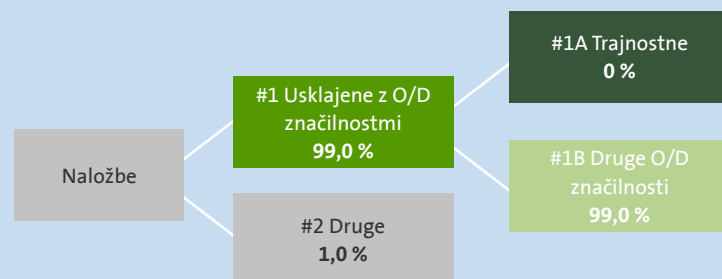 #1A Trajnostne
0 %
#1 Usklajene z O/D
značilnostmi
99,0 %
Naložbe
#1B Druge O/D
značilnosti
99,0 %
#2 Druge
1,0 %